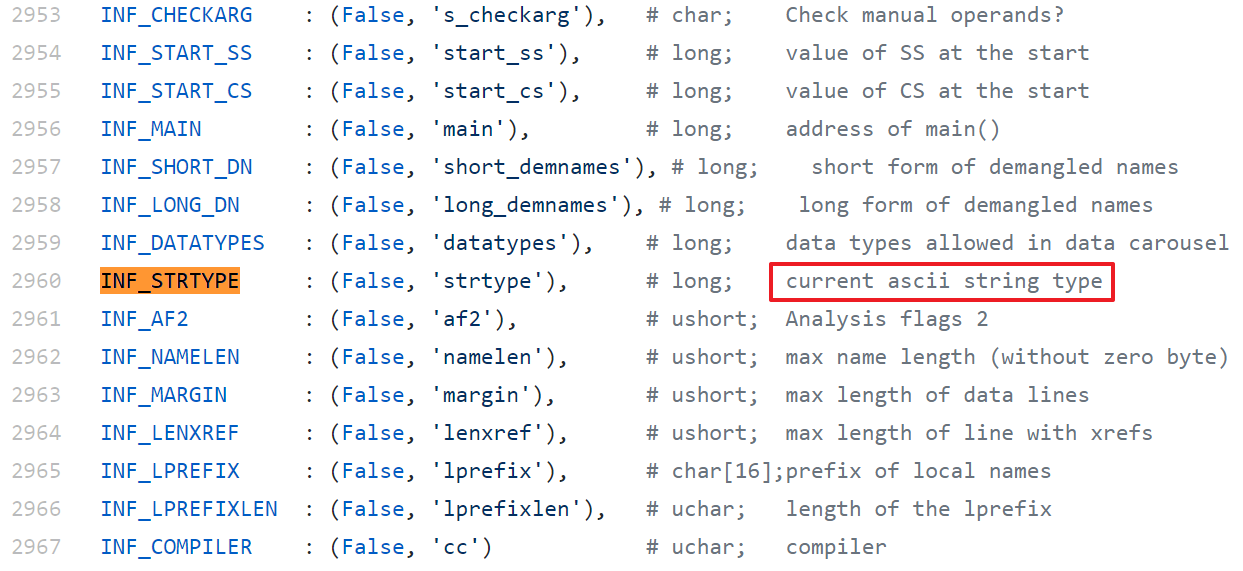 2953 INF_CHECKARG : (False, 's_checkarg'), # char; Check manual operands?
2954 INF_START_SS : (False, 'start_ss'), # long; value of SS at the start
2955 INF_START_CS : (False, 'start_cs'), # long; value of CS at the start
2956 INF_MAIN : (False, 'main'), # long; address of main()
2957 INF_SHORT_DN : (False, 'short_demnames'), # long; short form of demangled names
2958 INF_LONG_DN : (False, 'long_demnames'), # long; long form of demangled names
2959 INF_DATATYPES : (False, 'datatypes'), # long; data types allowed in data carousel
2960 INF_STRTYPE : (False, 'strtype'), # long; current ascii string type
2961 INF_AF2 : (False, 'af2'), # ushort; Analysis flags 2
2962 INF_NAMELEN : (False, 'namelen'), # ushort; max name length (without zero byte)
2963 INF_MARGIN : (False, 'margin'), # ushort; max length of data lines
2964 INF_LENXREF : (False, 'lenxref'), # ushort; max length of line with xrefs
2965 INF_LPREFIX : (False, 'lprefix'), # char[16];prefix of local names
2966 INF_LPREFIXLEN : (False, 'lprefixlen'), # uchar; length of the lprefix
2967 INF_COMPILER : (False, 'cc') # uchar; compiler